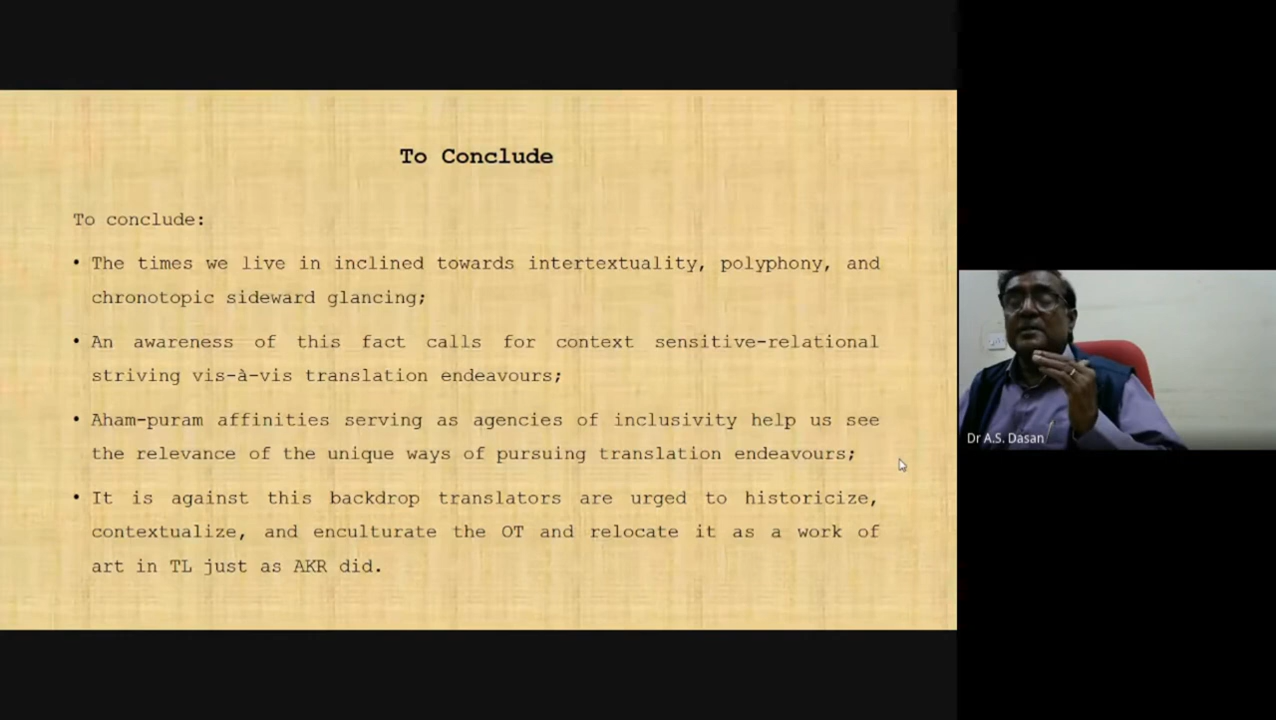 To Conclude
To conclude:
• The times we live in inclined towards intertextuality, polyphony, and
chronotopic sideward glancing;
• An awareness of this fact calls for context sensitive-relational
striving vis-à-vis translation endeavours;
• Aham-puram affinities serving as agencies of inclusivity help us see
the relevance of the unique ways of pursuing translation endeavours;
• It is against this backdrop translators are urged to historicize,
contextualize, and enculturate the OT and relocate it as a work of
art in TL just as AKR did.
Dr A.S. Dasan